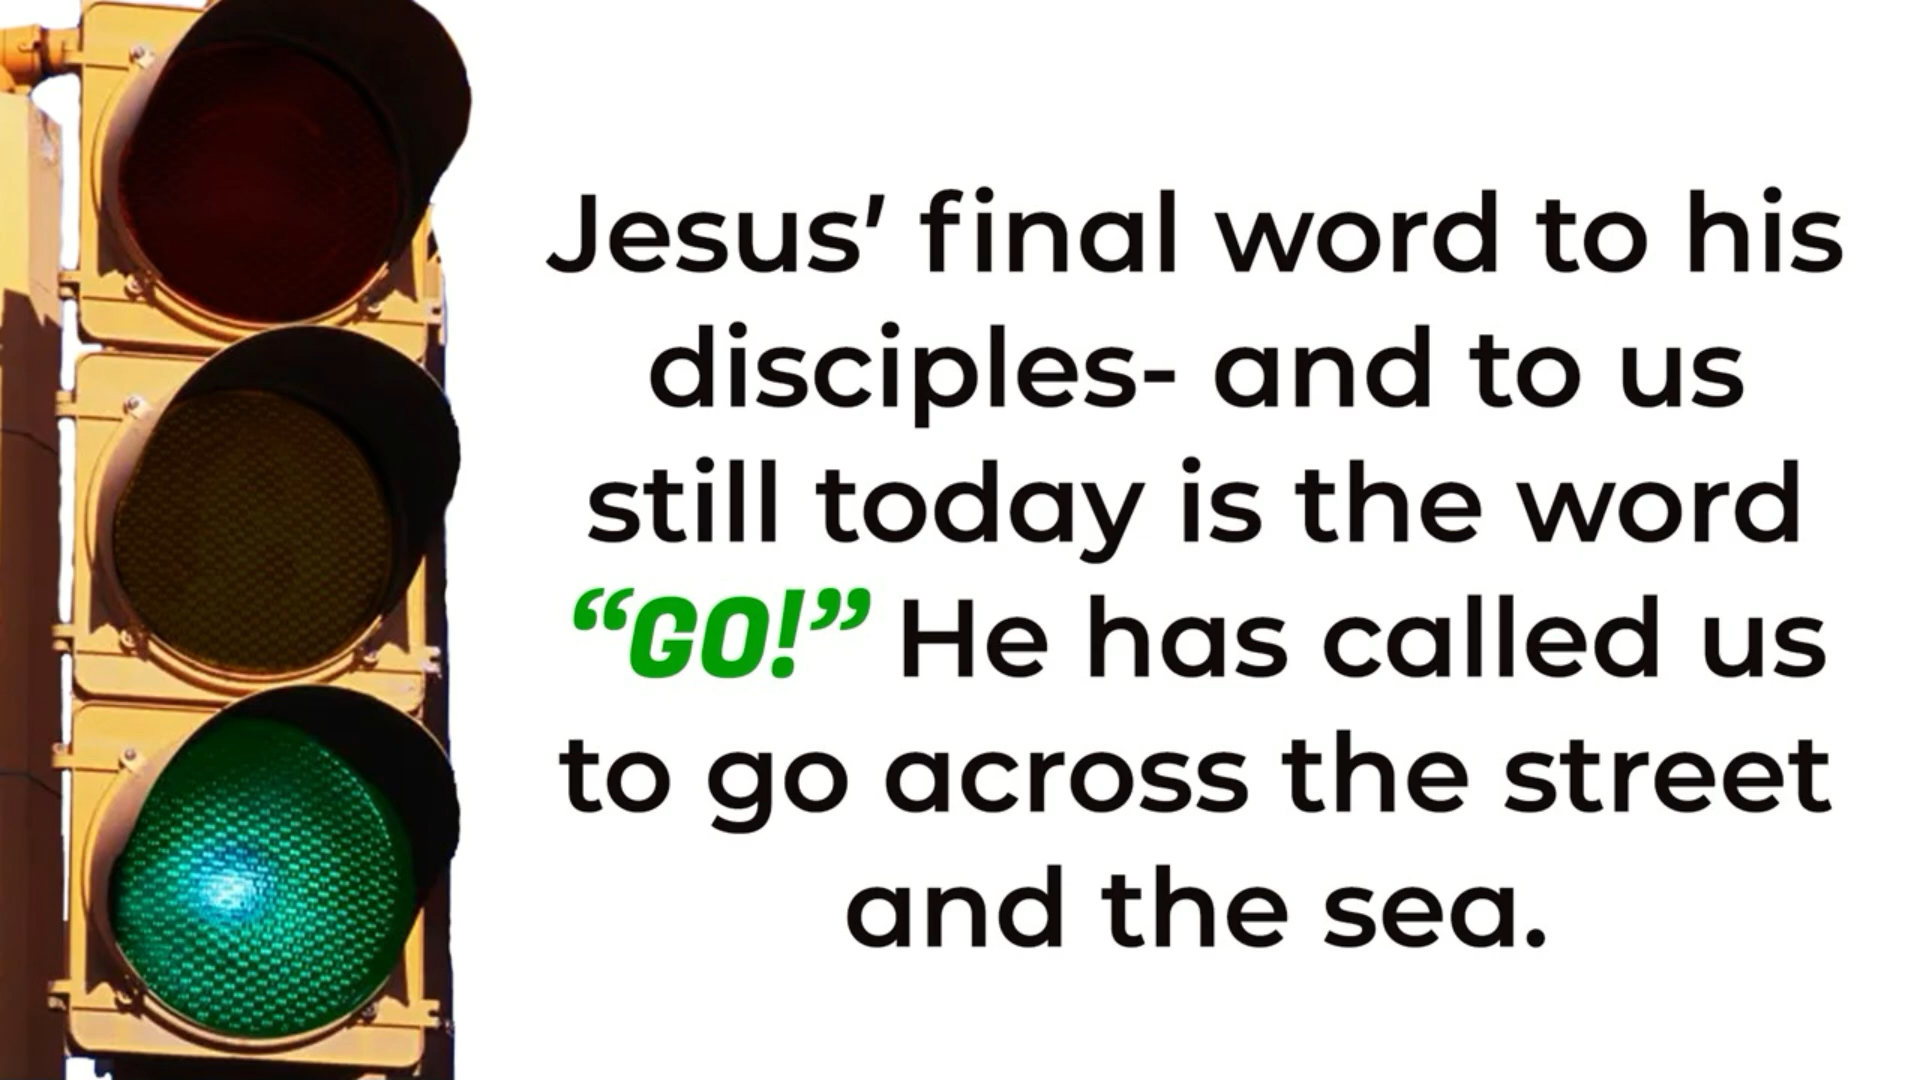 Jesus’ final word to his
disciples- and to us
still today is the word
“GO!” He has called us
to go across the street
and the sea.